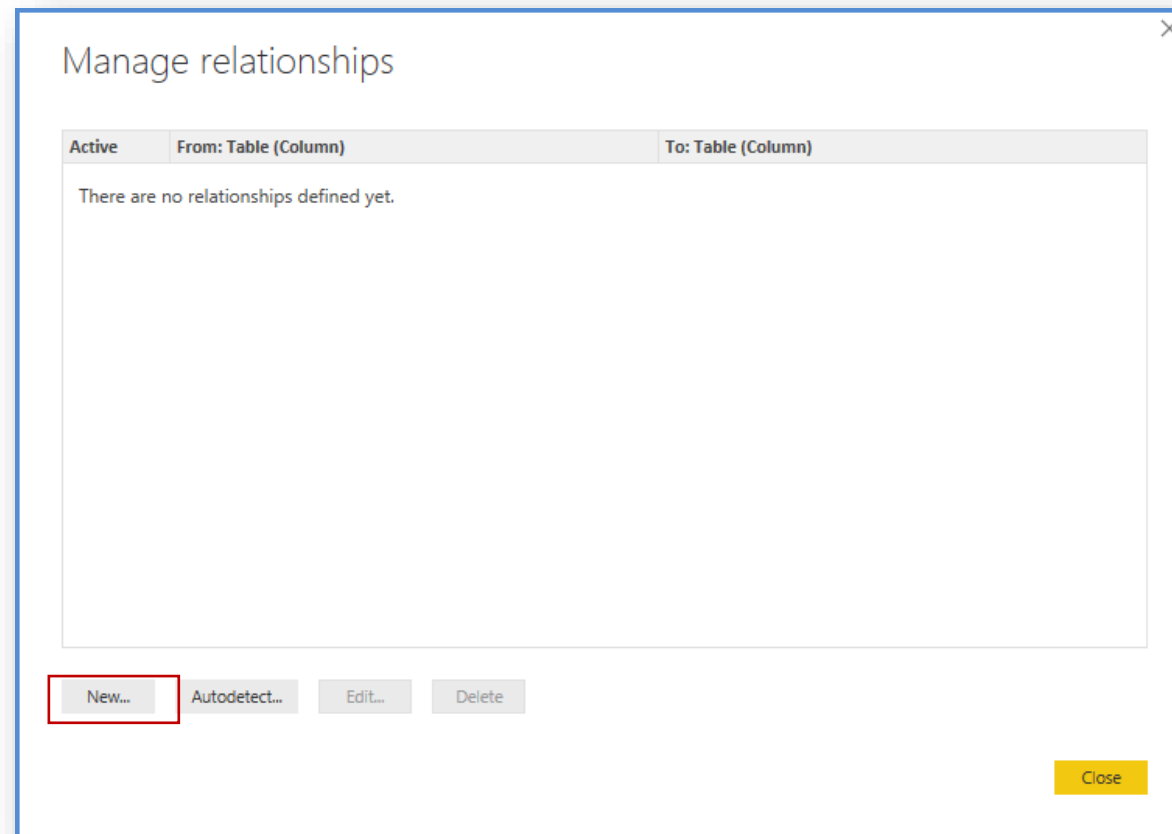 Manage relationships
Active From: Table (Column) To: Table (Column)
There are no relationships defined yet.
New... Autodetect... Edit... Delete
Close